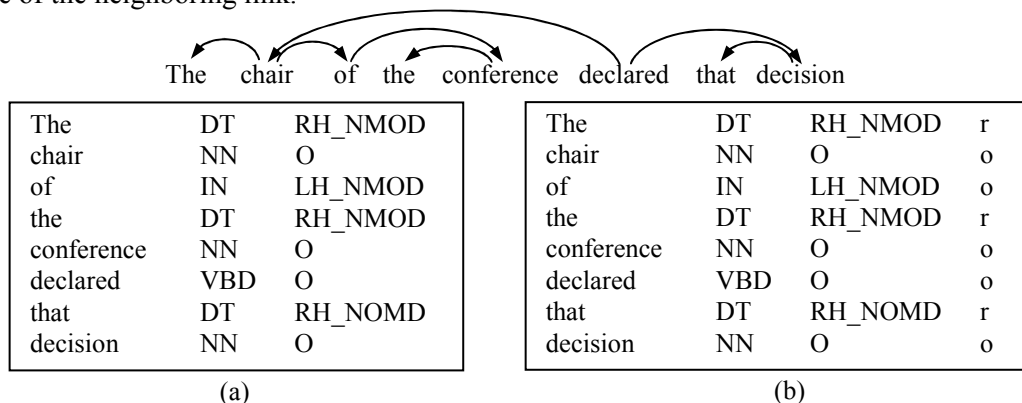 e of the neighboring link.
The chair of the conference declared that decision
The DT RH_NMOD
chair NN O
of IN LH_NMOD
the DT RH_NMOD
conference NN O
declared VBD O
that DT RH_NOMD
decision NN O
(a)
The DT RH_NMOD r
chair NN O o
of IN LH_NMOD o
the DT RH_NMOD r
conference NN O o
declared VBD O o
that DT RH_NOMD r
decision NN O o
(b)